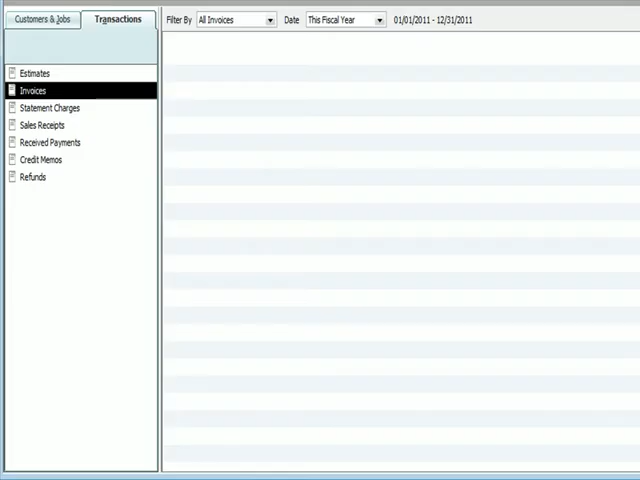 Customers & Jobs Transactions Filter By All Invoices Date This Fiscal Year 01/01/2011 - 12/31/2011
Estimates
Invoices
Statement Charges
Sales Receipts
Received Payments
Credit Memos
Refunds